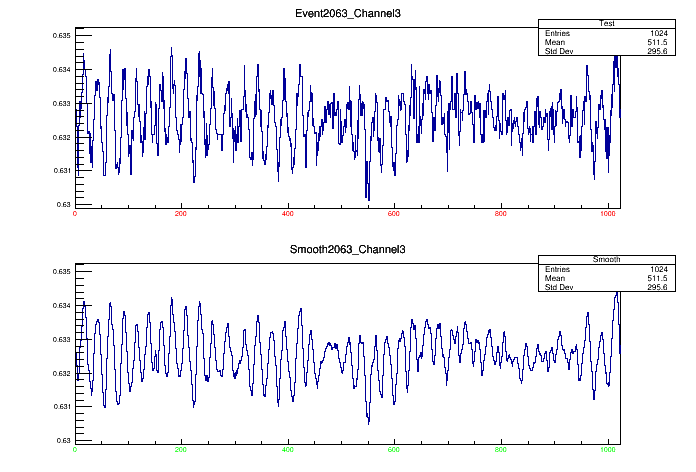 Event2063_Channel3
Test
Entries 1024
Mean 511.5
Std Dev 295.6
0.635
0.634
0.633
0.632
0.631
0.63
0 200 400 600 800 1000
Smooth2063_Channel3
Smooth
Entries 1024
Mean 511.5
Std Dev 295.6
0.635
0.634
0.633
0.632
0.631
0.63
0 200 400 600 800 1000